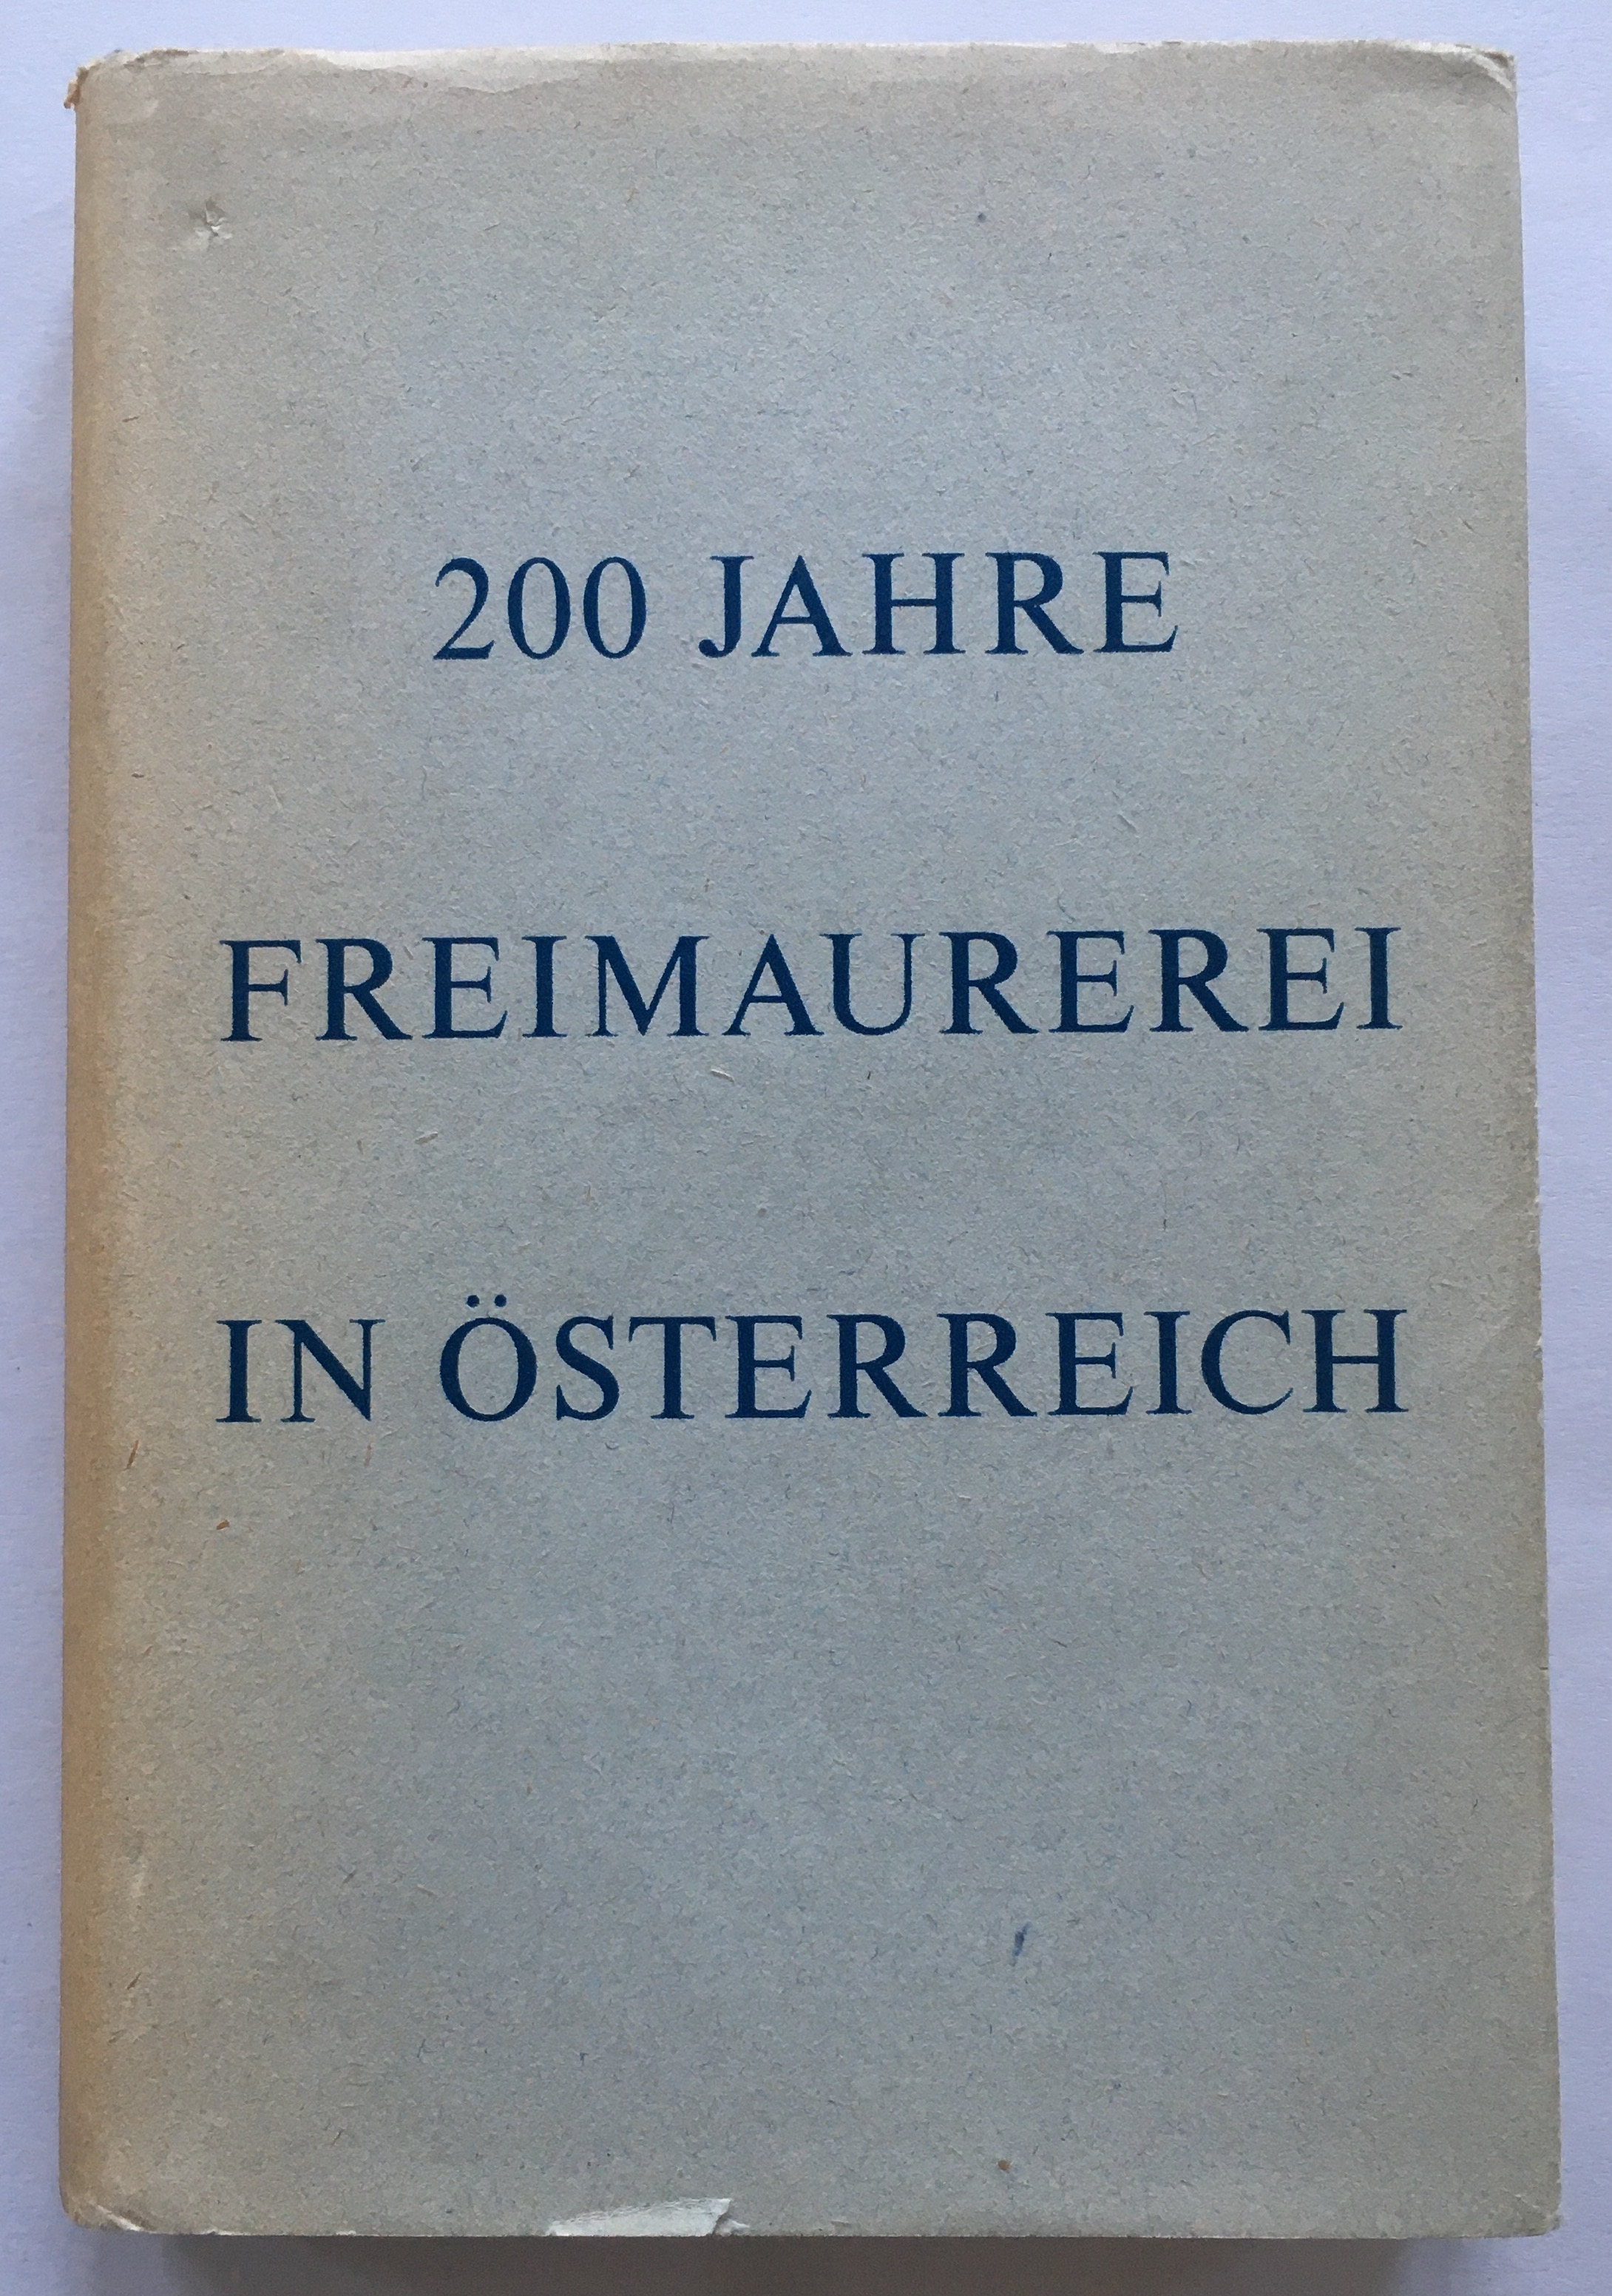 200 JAHRE
FREIMAUREREI
IN ÖSTERREICH